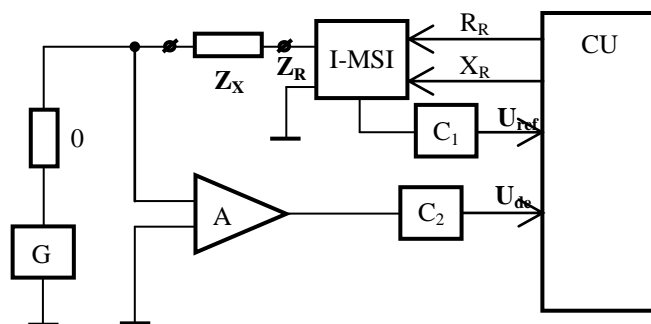 R_R
CU
I-MSI
Z_X
Z_R
X_R
0
C_1
U_ref
A
C_2
U_de
G